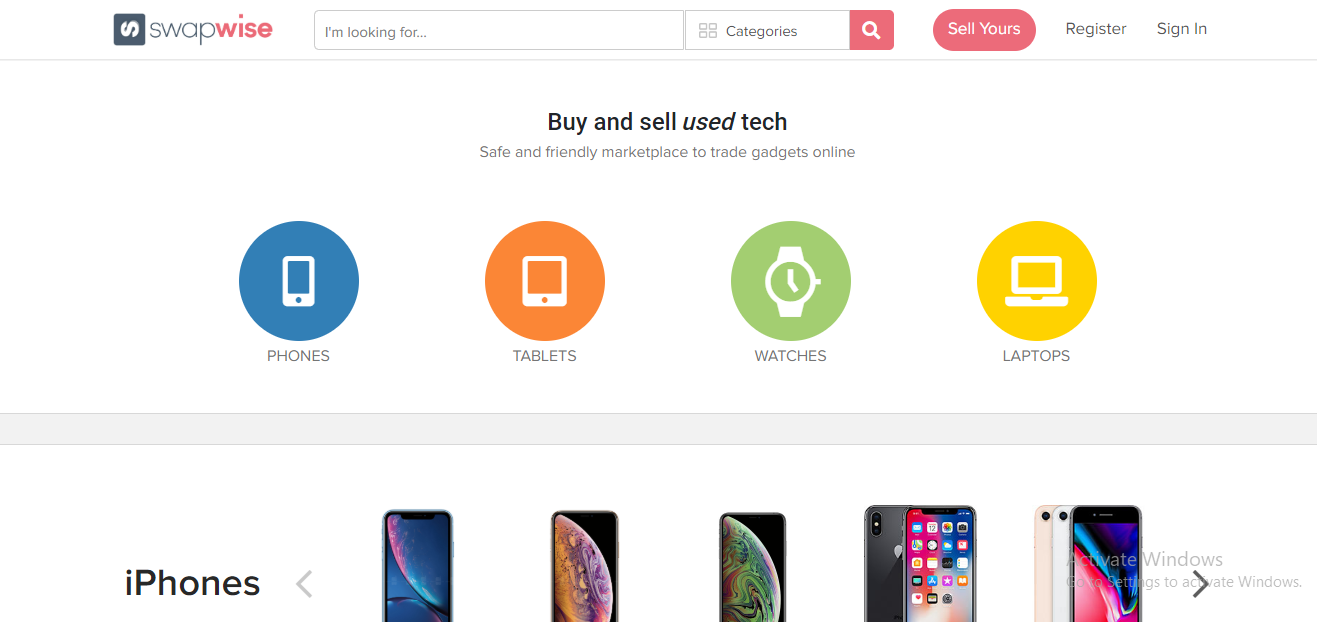 swapwise
I'm looking for...
Categories
Sell Yours
Register
Sign In
Buy and sell used tech
Safe and friendly marketplace to trade gadgets online
PHONES
TABLETS
WATCHES
LAPTOPS
iPhones
Activate Windows
Go to Settings to activate Windows.